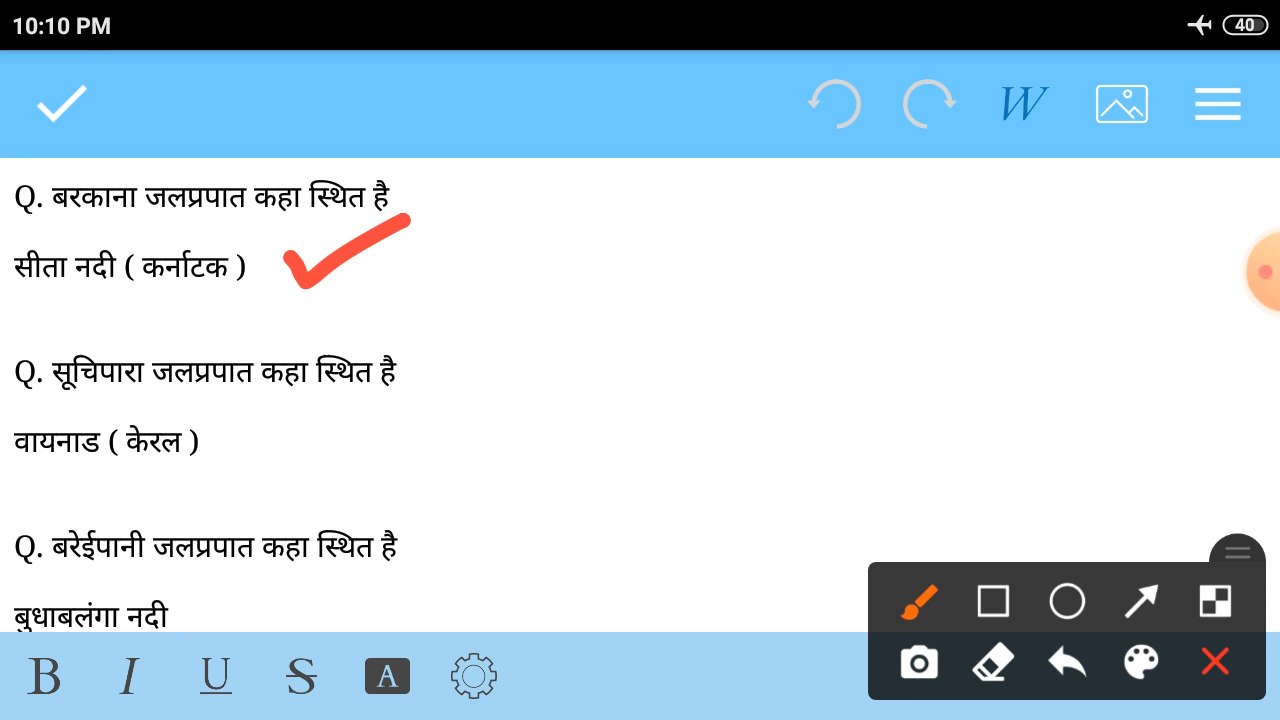 10:10 PM
40
W
Q. बरकाना जलप्रपात कहा स्थित है
सीता नदी ( कर्नाटक )
Q. सूचिपारा जलप्रपात कहा स्थित है
वायनाड ( केरल )
Q. बरेईपानी जलप्रपात कहा स्थित है
बुधाबलंगा नदी
B I U S A